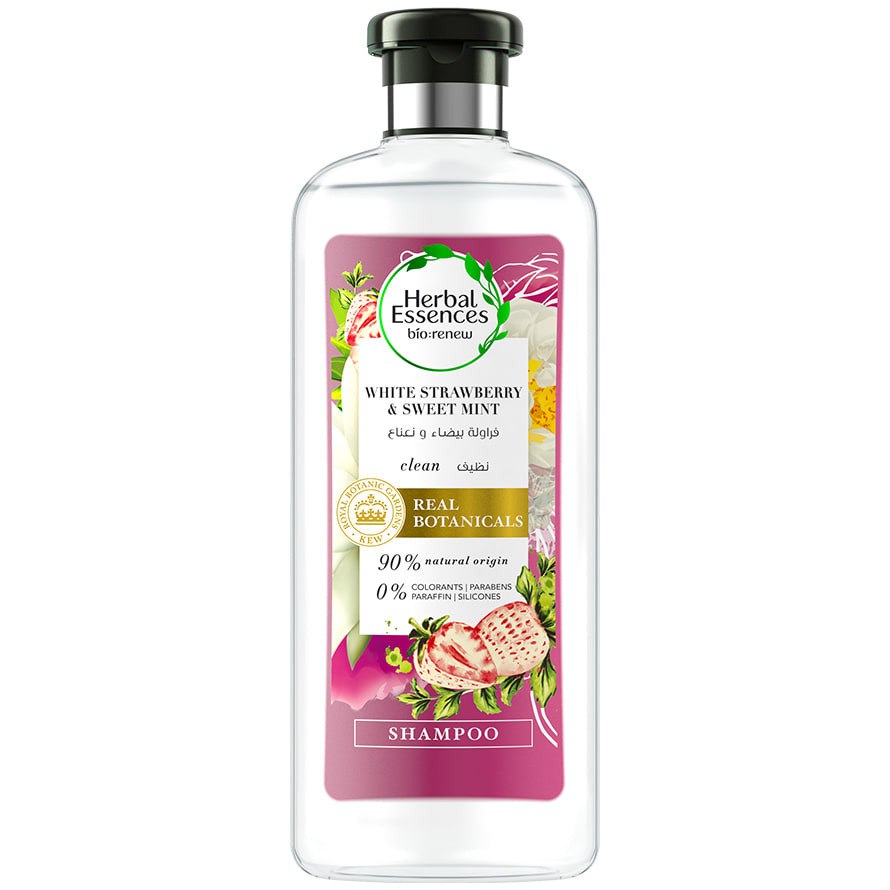 Herbal
Essences
bío:renew
WHITE STRAWBERRY
& SWEET MINT
فراولة بيضاء و نعناع
clean نظيف
ROYAL BOTANIC GARDENS
• KEW •
REAL
BOTANICALS
90% natural origin
0% COLORANTS | PARABENS
PARAFFIN | SILICONES
SHAMPOO